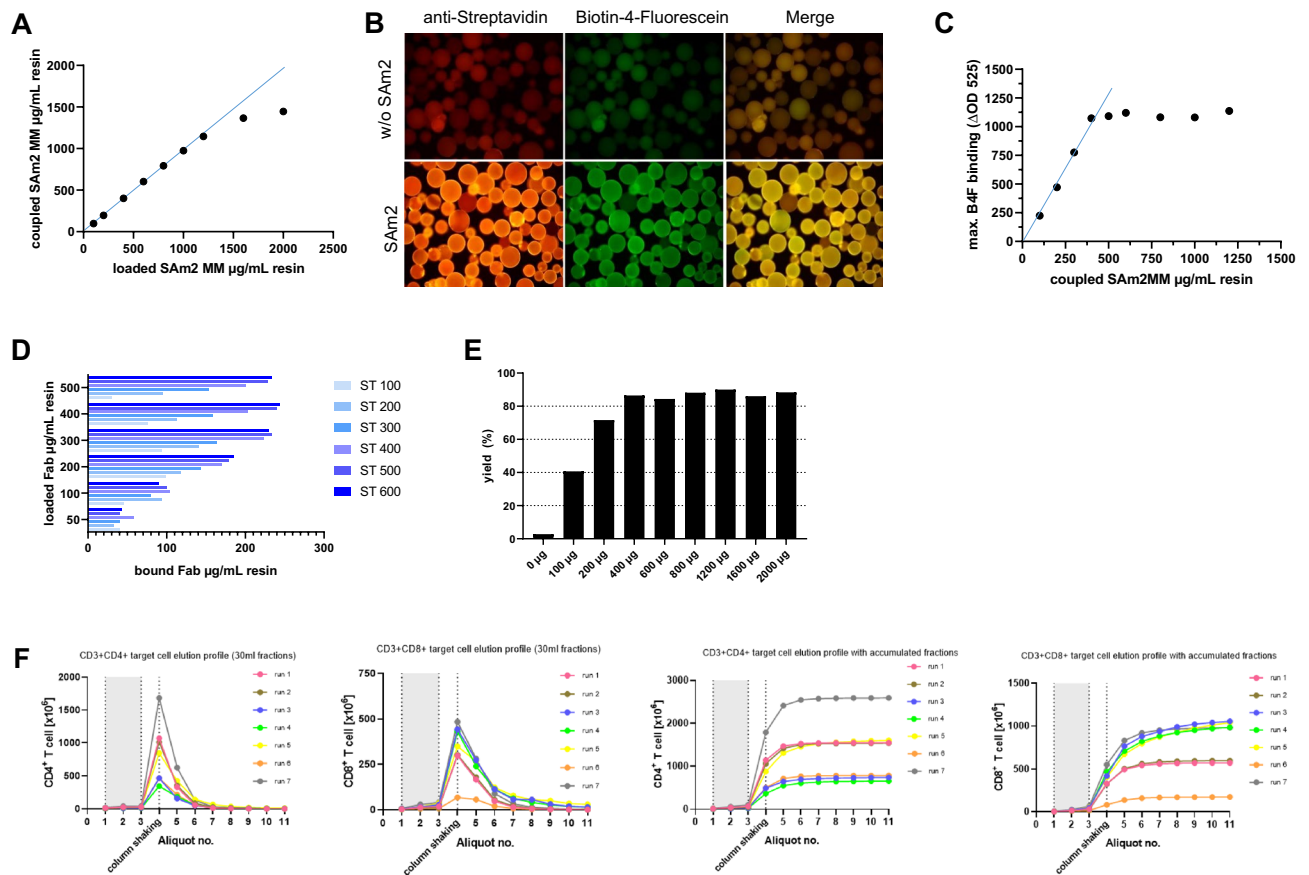 A
coupled SAm2 MM µg/mL resin
2000
1500
1000
500
0
0 500 1000 1500 2000 2500
loaded SAm2 MM µg/mL resin
B
anti-Streptavidin Biotin-4-Fluorescein Merge
w/o SAm2
SAm2
C
max. B4F binding (ΔOD 525)
1500
1250
1000
750
500
250
0
0 250 500 750 1000 1250 1500
coupled SAm2MM µg/mL resin
D
loaded Fab µg/mL resin
500
400
300
200
100
50
0 100 200 300
bound Fab µg/mL resin
ST 100
ST 200
ST 300
ST 400
ST 500
ST 600
E
yield (%)
100
80
60
40
20
0
0 µg 100 µg 200 µg 400 µg 600 µg 800 µg 1200 µg 1600 µg 2000 µg
F
CD3+CD4+ target cell elution profile (30ml fractions)
CD4+ T cell [x10⁶]
2000
1500
1000
500
0
0 1 2 3 5 6 7 8 9 10 11
column shaking
Aliquot no.
run 1
run 2
run 3
run 4
run 5
run 6
run 7
CD3+CD8+ target cell elution profile (30ml fractions)
CD8+ T cell [x10⁶]
750
500
250
0
0 1 2 3 5 6 7 8 9 10 11
column shaking
Aliquot no.
run 1
run 2
run 3
run 4
run 5
run 6
run 7
CD3+CD4+ target cell elution profile with accumulated fractions
CD4+ T cell [x10⁶]
3000
2000
1000
0
0 1 2 3 5 6 7 8 9 10 11
column shaking
Aliquot no.
run 1
run 2
run 3
run 4
run 5
run 6
run 7
CD3+CD8+ target cell elution profile with accumulated fractions
CD8+ T cell [x10⁶]
1500
1000
500
0
0 1 2 3 4 5 6 7 8 9 10 11
column shaking
Aliquot no.
run 1
run 2
run 3
run 4
run 5
run 6
run 7